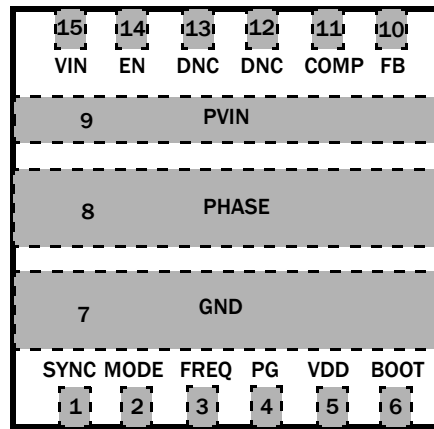 15 14 13 12 11 10
VIN EN DNC DNC COMP FB
9 PVIN
8 PHASE
7 GND
SYNC MODE FREQ PG VDD BOOT
1 2 3 4 5 6